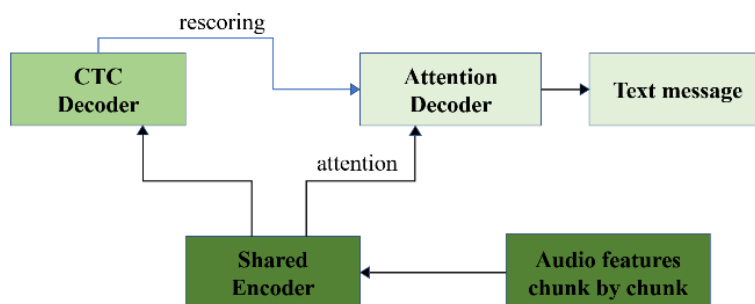 rescoring
CTC
Decoder
Attention
Decoder
Text message
attention
Shared
Encoder
Audio features
chunk by chunk